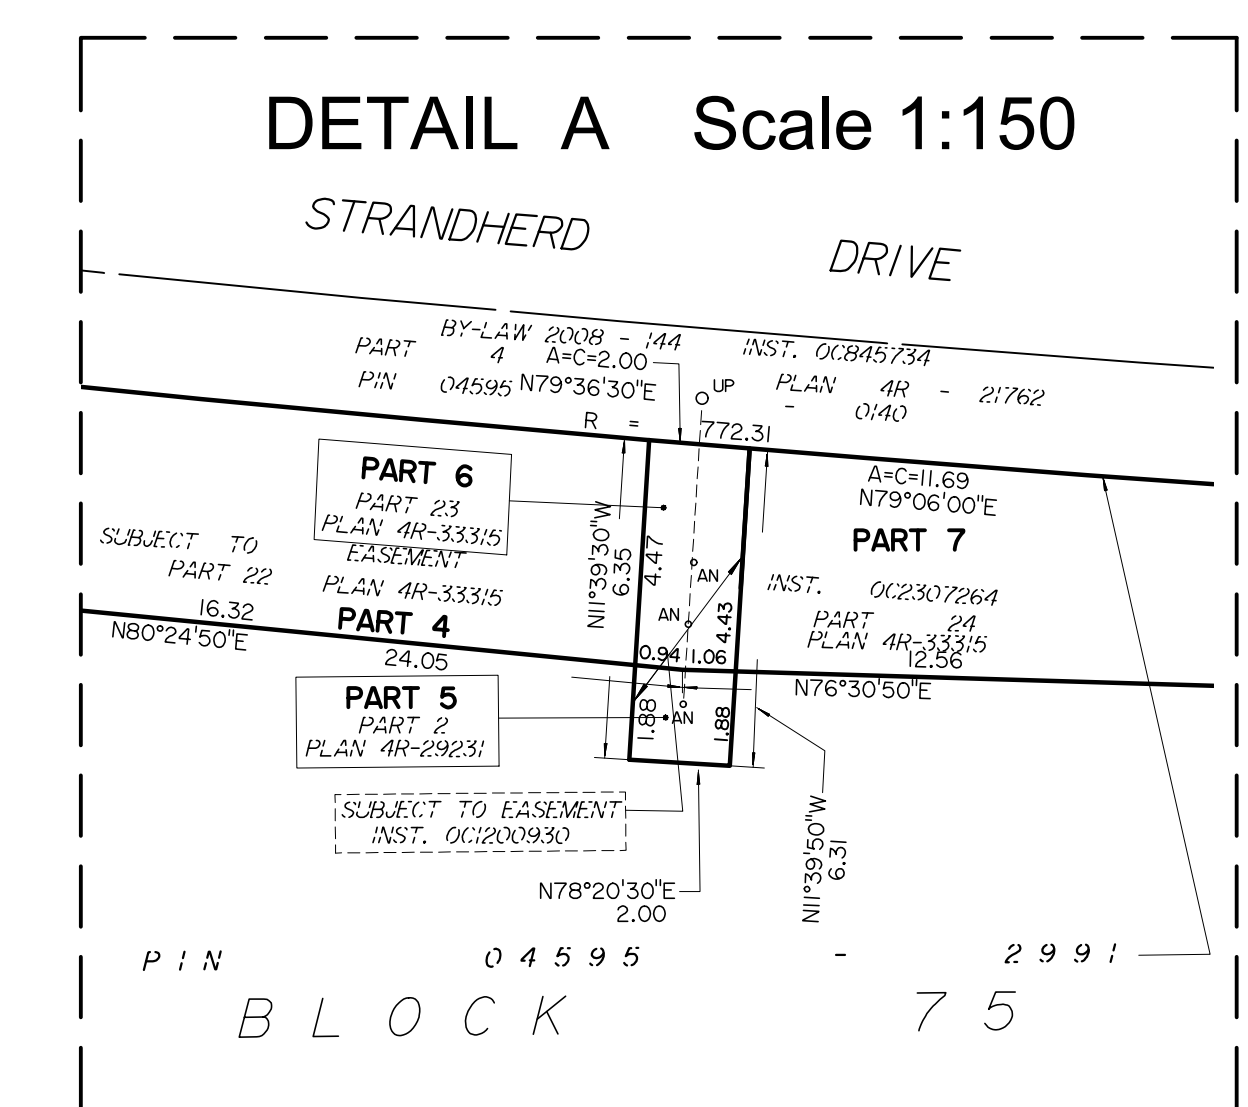 DETAIL A Scale 1:150
STRANDHERD DRIVE
BY-LAW 2008 - 144 INST. OC845734
PART 4 A=C=2.00
PIN 04595 N79°36'30"E UP PLAN 4R - 21762
- 0140
R = 772.31
A=C=11.69
N79°06'00"E
PART 6
PART 23
PLAN 4R-33315
PART 7
SUBJECT TO EASEMENT
PART 22 PLAN 4R-33315
N11°39'30"W
6.35
4.47
AN
AN
4.43
INST. OC2307264
PART 24
PLAN 4R-33315
16.32
N80°24'50"E
PART 4
24.05
0.94 1.06
12.56
N76°30'50"E
PART 5
PART 2
PLAN 4R-29231
1.88
AN
1.88
SUBJECT TO EASEMENT
INST. OC1200930
N11°39'50"W
6.31
N78°20'30"E
2.00
PIN 04595 - 2991
BLOCK 75